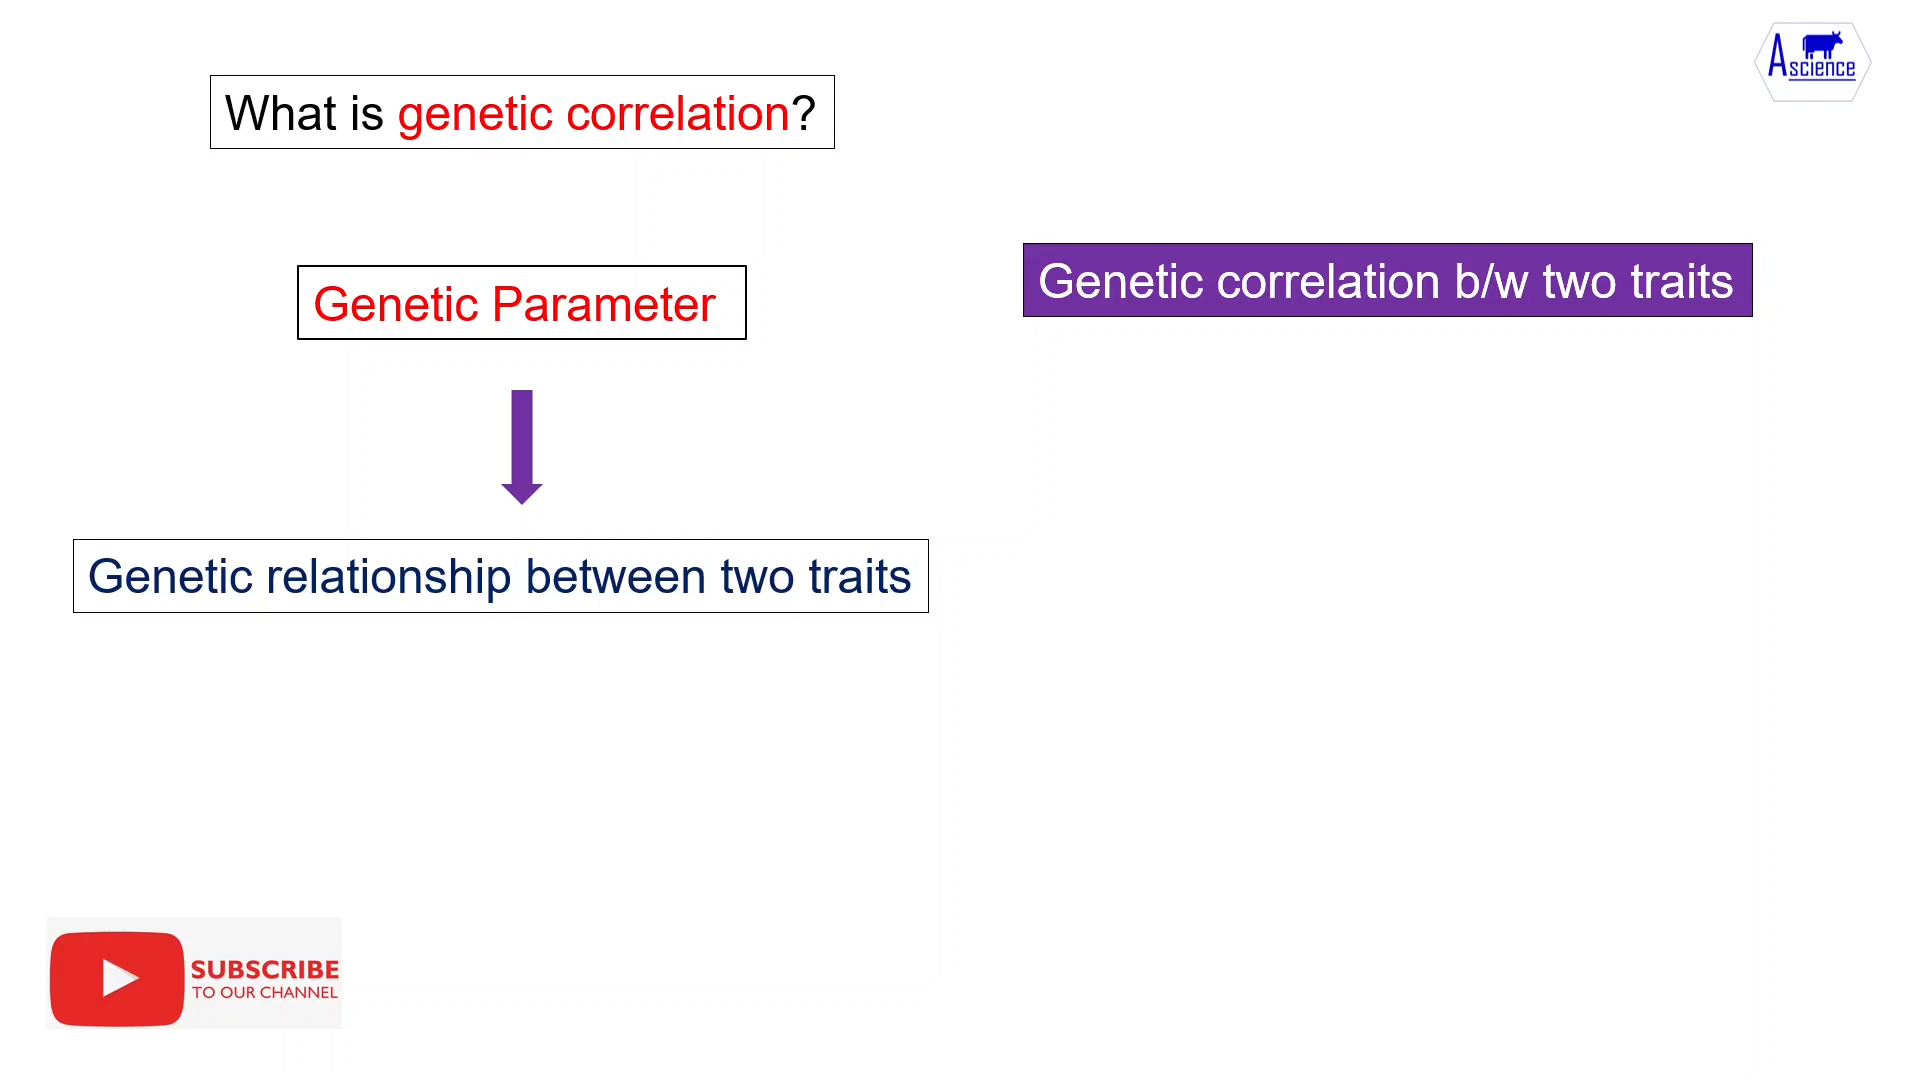 What is genetic correlation?
A science
Genetic Parameter
Genetic correlation b/w two traits
Genetic relationship between two traits
SUBSCRIBE
TO OUR CHANNEL